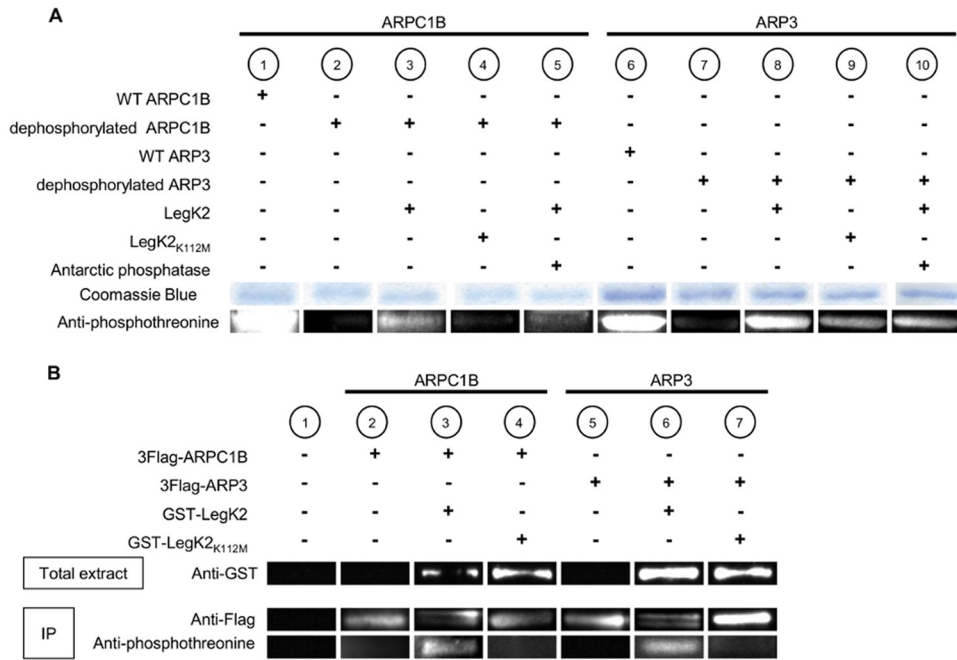 A
ARPC1B ARP3
1 2 3 4 5 6 7 8 9 10
WT ARPC1B + - - - - - - - - -
dephosphorylated ARPC1B - + + + + - - - - -
WT ARP3 - - - - - + - - - -
dephosphorylated ARP3 - - - - - - + + + +
LegK2 - - + - + - - + - +
LegK2K112M - - - + - - - - + -
Antarctic phosphatase - - - - + - - - - +
Coomassie Blue
Anti-phosphothreonine
B
ARPC1B ARP3
1 2 3 4 5 6 7
3Flag-ARPC1B - + + + - - -
3Flag-ARP3 - - - - + + +
GST-LegK2 - - + - - + -
GST-LegK2K112M - - - + - - +
Total extract Anti-GST
IP Anti-Flag
Anti-phosphothreonine